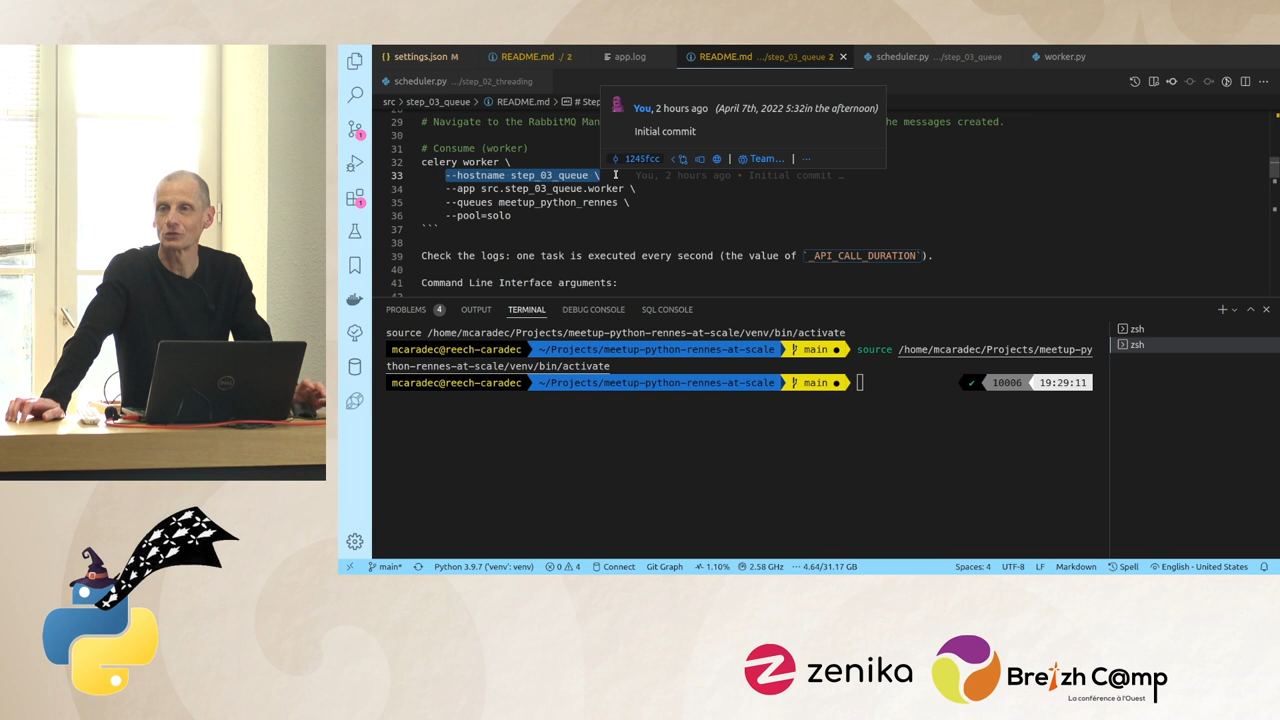 settings.json M
README.md ./ 2
app.log
README.md .../step_03_queue 2
scheduler.py .../step_03_queue
worker.py
scheduler.py .../step_02_threading
src > step_03_queue > README.md >
You, 2 hours ago (April 7th, 2022 5:32in the afternoon)
Initial commit
1245fcc
Team...
29 # Navigate to the RabbitMQ Man
he messages created.
30
31 # Consume (worker)
32 celery worker \
33 --hostname step_03_queue \
You, 2 hours ago • Initial commit …
34 --app src.step_03_queue.worker \
35 --queues meetup_python_rennes \
36 --pool=solo
37 ```
38
39 Check the logs: one task is executed every second (the value of `_API_CALL_DURATION`).
40
41 Command Line Interface arguments:
PROBLEMS 4 OUTPUT TERMINAL DEBUG CONSOLE SQL CONSOLE
source /home/mcaradec/Projects/meetup-python-rennes-at-scale/venv/bin/activate
mcaradec@reech-caradec ~/Projects/meetup-python-rennes-at-scale main ● source /home/mcaradec/Projects/meetup-py
thon-rennes-at-scale/venv/bin/activate
mcaradec@reech-caradec ~/Projects/meetup-python-rennes-at-scale main ● ✔ 10006 19:29:11
zsh
zsh
main* Python 3.9.7 ('venv': venv) 0 4 Connect Git Graph 1.10% 2.58 GHz 4.64/31.17 GB Spaces: 4 UTF-8 LF Markdown Spell English - United States
DELL
zenika
Breizh C@mp
La conférence à l'Ouest